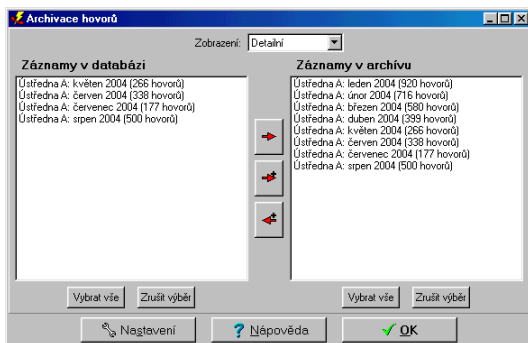 Archivace hovorů
Zobrazení: Detailní
Záznamy v databázi
Ústředna A: květen 2004 (266 hovorů)
Ústředna A: červen 2004 (338 hovorů)
Ústředna A: červenec 2004 (177 hovorů)
Ústředna A: srpen 2004 (500 hovorů)
Vybrat vše Zrušit výběr
Záznamy v archívu
Ústředna A: leden 2004 (920 hovorů)
Ústředna A: únor 2004 (716 hovorů)
Ústředna A: březen 2004 (580 hovorů)
Ústředna A: duben 2004 (399 hovorů)
Ústředna A: květen 2004 (266 hovorů)
Ústředna A: červen 2004 (338 hovorů)
Ústředna A: červenec 2004 (177 hovorů)
Ústředna A: srpen 2004 (500 hovorů)
Vybrat vše Zrušit výběr
Nastavení Nápověda OK